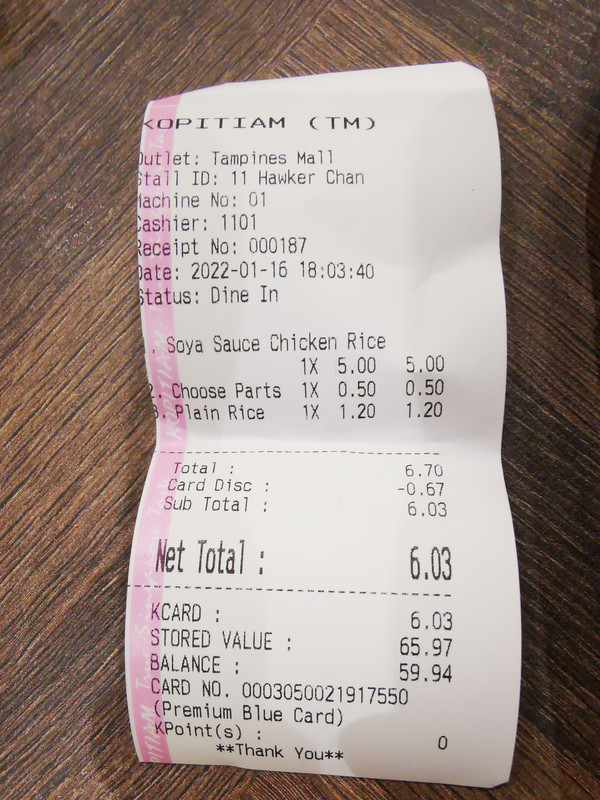 KOPITIAM (TM)
Outlet: Tampines Mall
Stall ID: 11 Hawker Chan
Machine No: 01
Cashier: 1101
Receipt No: 000187
Date: 2022-01-16 18:03:40
Status: Dine In
. Soya Sauce Chicken Rice
1X 5.00 5.00
2. Choose Parts 1X 0.50 0.50
3. Plain Rice 1X 1.20 1.20
Total : 6.70
Card Disc : -0.67
Sub Total : 6.03
Net Total : 6.03
KCARD : 6.03
STORED VALUE : 65.97
BALANCE : 59.94
CARD NO. 0003050021917550
(Premium Blue Card)
KPoint(s) : 0
**Thank You**